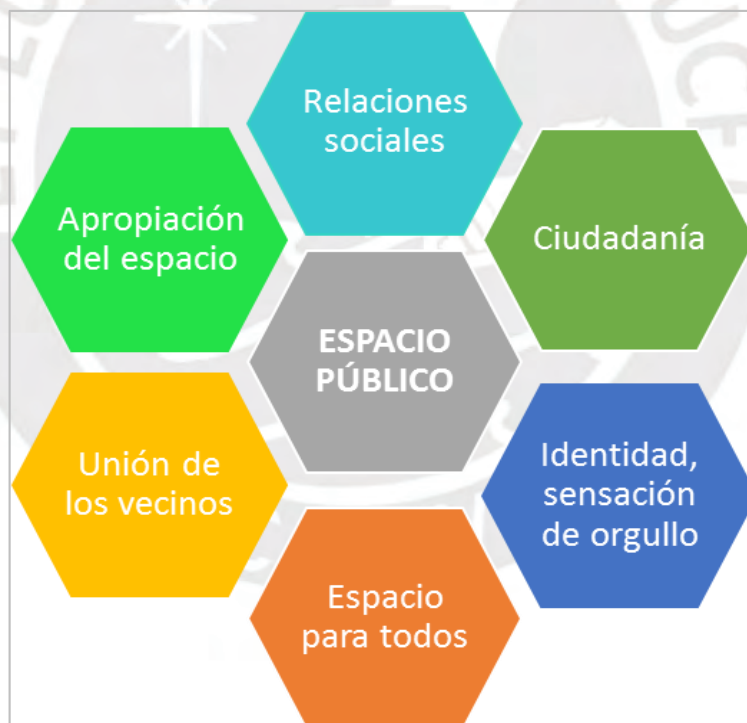 Relaciones
sociales
Apropiación
del espacio
Ciudadanía
ESPACIO
PÚBLICO
Unión de
los vecinos
Identidad,
sensación
de orgullo
Espacio
para todos